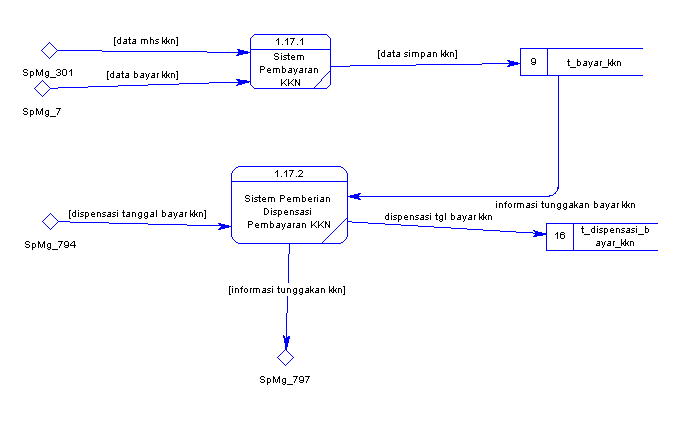 [data mhs kkn]
SpMg_301
[data bayar kkn]
SpMg_7
1.17.1
Sistem
Pembayaran
KKN
[data simpan kkn]
9
t_bayar_kkn
1.17.2
Sistem Pemberian
Dispensasi
Pembayaran KKN
informasi tunggakan bayar kkn
[dispensasi tanggal bayar kkn]
SpMg_794
dispensasi tgl bayar kkn
16
t_dispensasi_b
ayar_kkn
[informasi tunggakan kkn]
SpMg_797